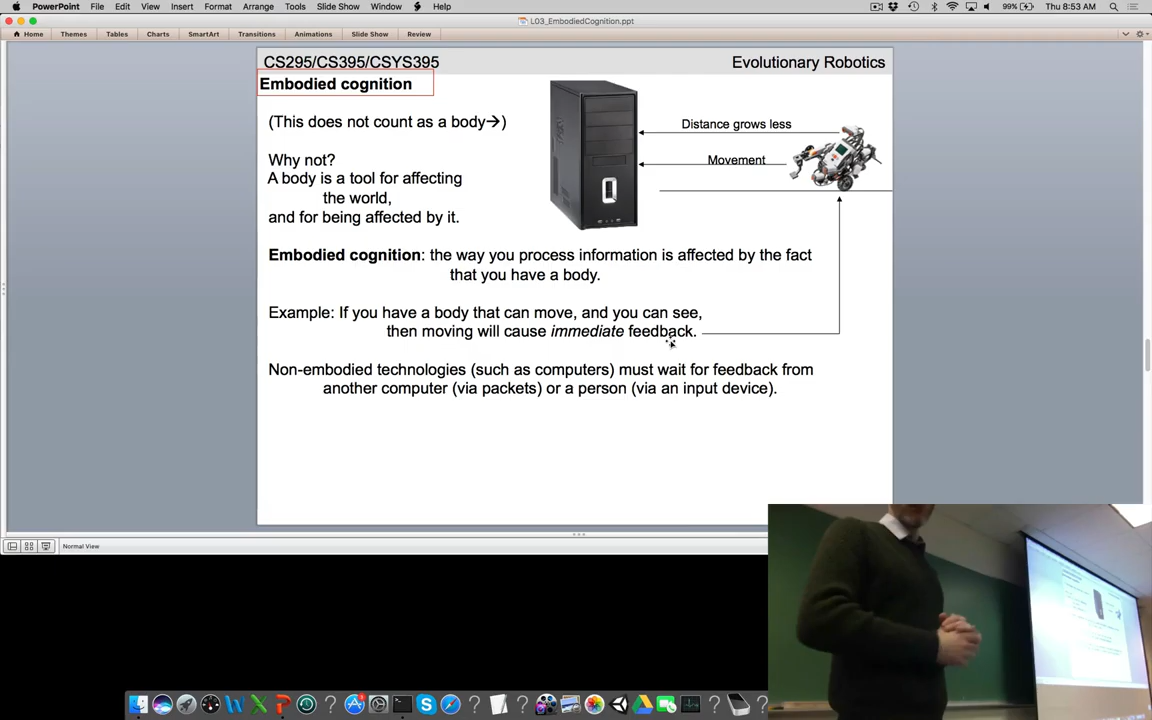 PowerPoint File Edit View Insert Format Arrange Tools Slide Show Window Help 99% Thu 8:53 AM
L03_EmbodiedCognition.ppt
Home Themes Tables Charts SmartArt Transitions Animations Slide Show Review
CS295/CS395/CSYS395 Evolutionary Robotics
Embodied cognition
(This does not count as a body→)
Distance grows less
Movement
Why not?
A body is a tool for affecting
the world,
and for being affected by it.
Embodied cognition: the way you process information is affected by the fact
that you have a body.
Example: If you have a body that can move, and you can see,
then moving will cause immediate feedback.
Non-embodied technologies (such as computers) must wait for feedback from
another computer (via packets) or a person (via an input device).
Normal View